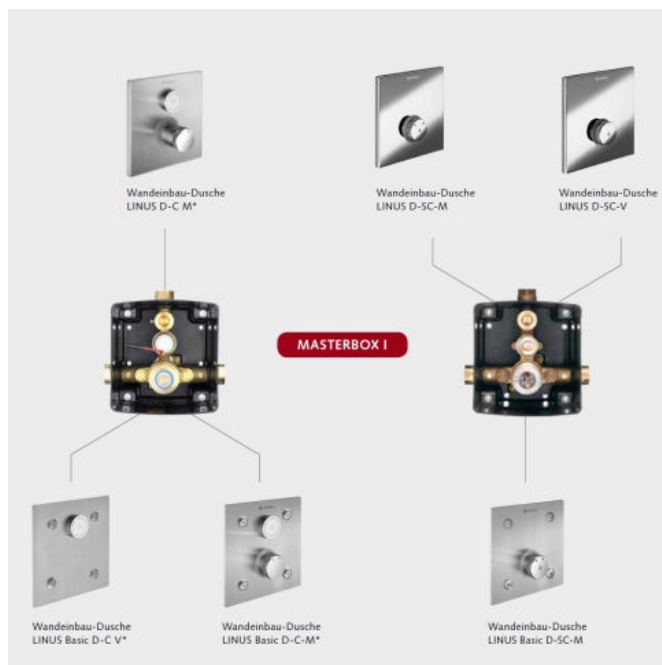 Wandeinbau-Dusche
LINUS D-C M*
Wandeinbau-Dusche
LINUS D-SC-M
Wandeinbau-Dusche
LINUS D-SC-V
MASTERBOX I
Wandeinbau-Dusche
LINUS Basic D-C V*
Wandeinbau-Dusche
LINUS Basic D-C-M*
Wandeinbau-Dusche
LINUS Basic D-SC-M